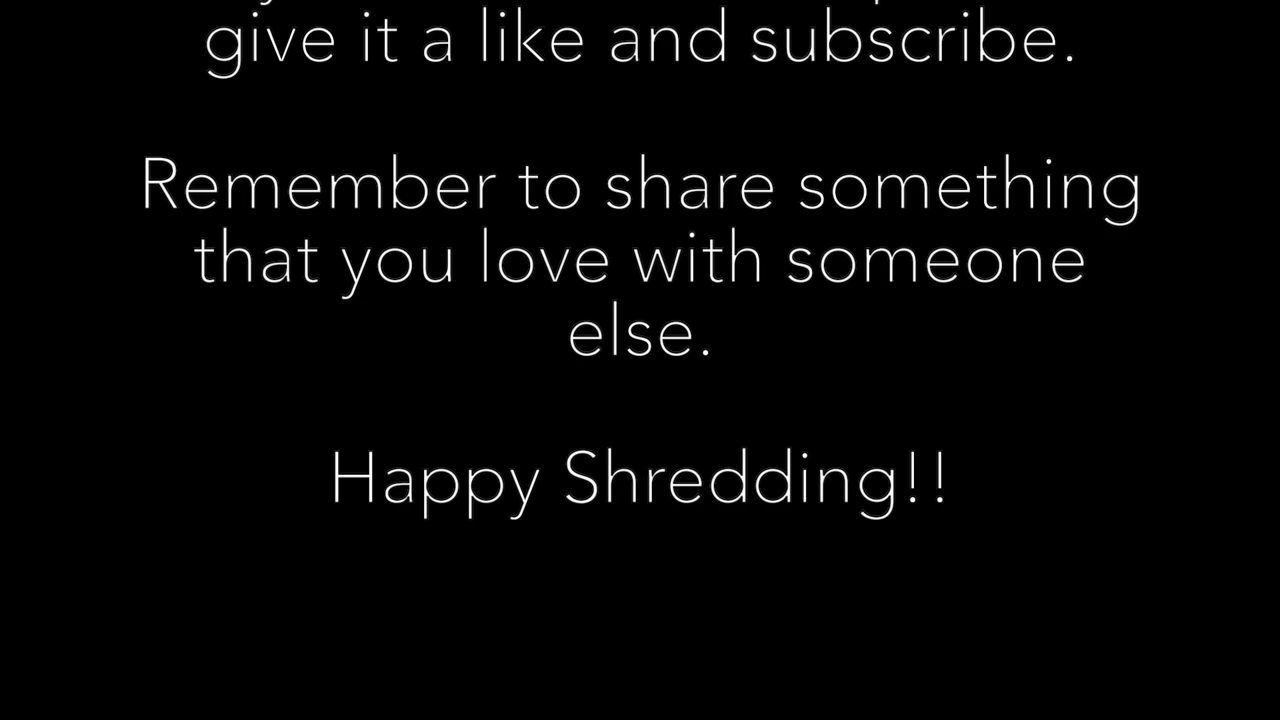 give it a like and subscribe.
Remember to share something
that you love with someone
else.
Happy Shredding!!